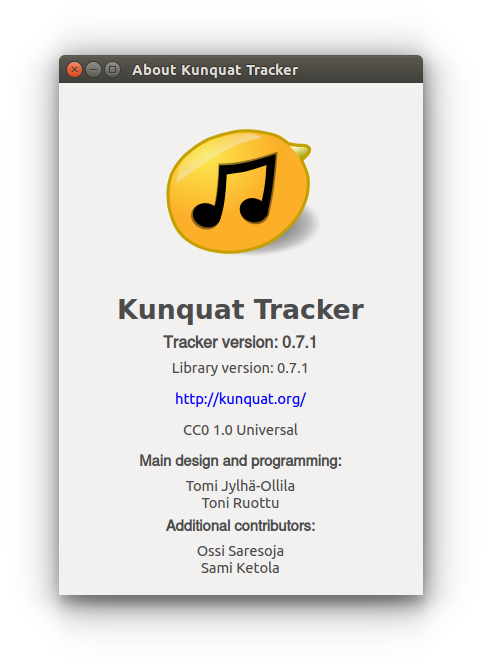 About Kunquat Tracker
Kunquat Tracker
Tracker version: 0.7.1
Library version: 0.7.1
http://kunquat.org/
CC0 1.0 Universal
Main design and programming:
Tomi Jylhä-Ollila
Toni Ruottu
Additional contributors:
Ossi Saresoja
Sami Ketola